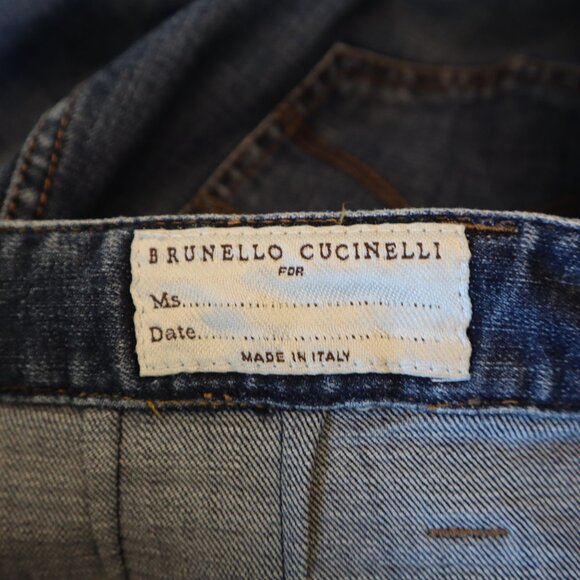 BRUNELLO CUCINELLI
FOR
Ms..............................
Date..............................
MADE IN ITALY